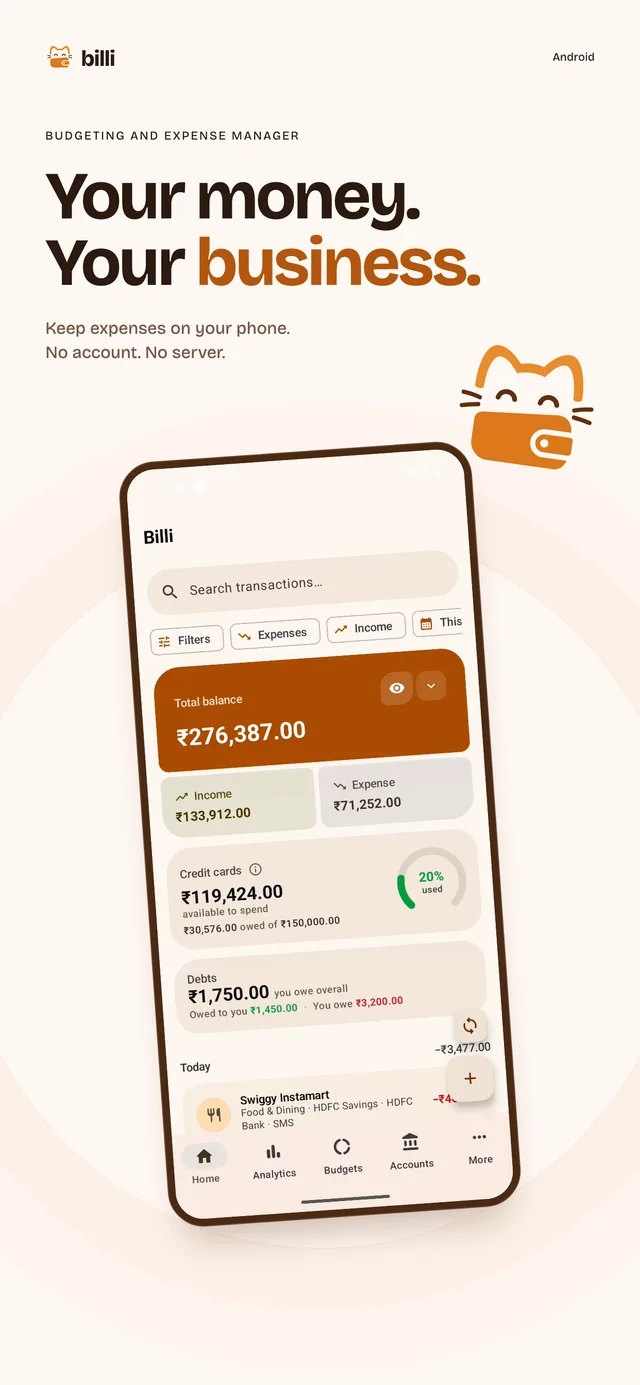 billi
Android
BUDGETING AND EXPENSE MANAGER
Your money.
Your business.
Keep expenses on your phone.
No account. No server.
Billi
Search transactions...
Filters
Expenses
Income
This
Total balance
₹276,387.00
Income
₹133,912.00
Expense
₹71,252.00
Credit cards
₹119,424.00
available to spend
₹30,576.00 owed of ₹150,000.00
20%
used
Debts
₹1,750.00 you owe overall
Owed to you ₹1,450.00 · You owe ₹3,200.00
Today
−₹3,477.00
Swiggy Instamart
Food & Dining · HDFC Savings · HDFC
Bank · SMS
Home
Analytics
Budgets
Accounts
More